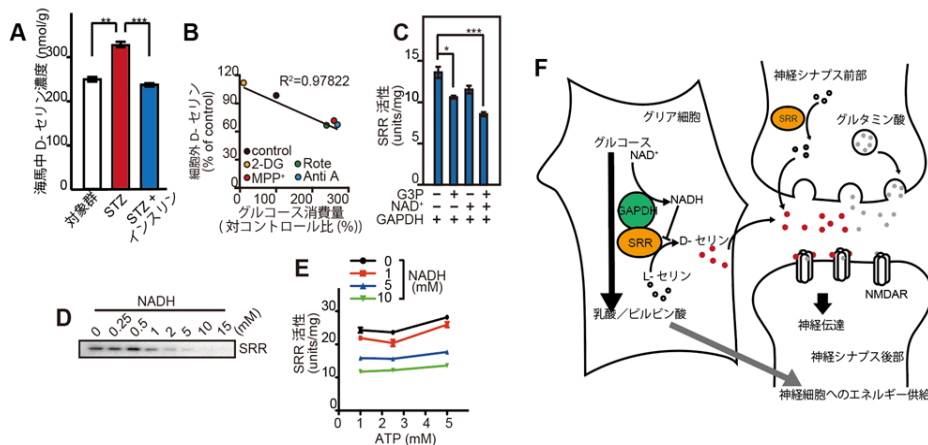 A
海馬中 D- セリン濃度 (nmol/g)
300
200
100
0
** ***
対象群
STZ
STZ +
インスリン
B
細胞外 D- セリン
(% of control)
120
90
60
30
0
R²=0.97822
control
2-DG
Rote
MPP⁺
Anti A
0 100 200 300
グルコース消費量
( 対コントロール比 (%))
C
SRR 活性
(units/mg)
15
10
5
0
***
*
G3P
− + − +
NAD⁺
− − + +
GAPDH
+ + + +
D
NADH
0 0.25 0.5 1 2 5 10 15 (mM)
SRR
E
SRR 活性
(units/mg)
30
20
10
0
0
1
5
10
NADH
(mM)
0 1 2 3 4 5
ATP (mM)
F
グリア細胞
グルコース
NAD⁺
GAPDH
NADH
SRR
D- セリン
L- セリン
乳酸／ピルビン酸
神経シナプス前部
SRR
グルタミン酸
NMDAR
神経伝達
神経シナプス後部
神経細胞へのエネルギー供給